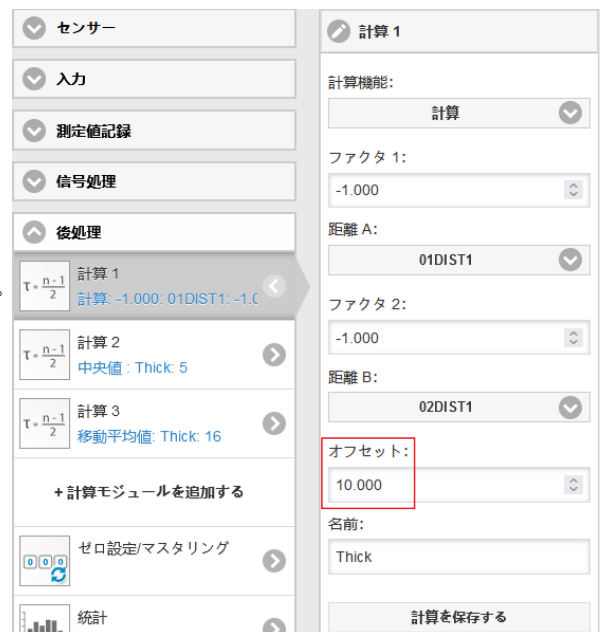 センサー
入力
測定値記録
信号処理
後処理
計算 1
計算: -1.000: 01DIST1: -1.0
計算 2
中央値 : Thick: 5
計算 3
移動平均値: Thick: 16
+ 計算モジュールを追加する
ゼロ設定/マスタリング
統計
計算 1
計算機能:
計算
ファクタ 1:
-1.000
距離 A:
01DIST1
ファクタ 2:
-1.000
距離 B:
02DIST1
オフセット:
10.000
名前:
Thick
計算を保存する